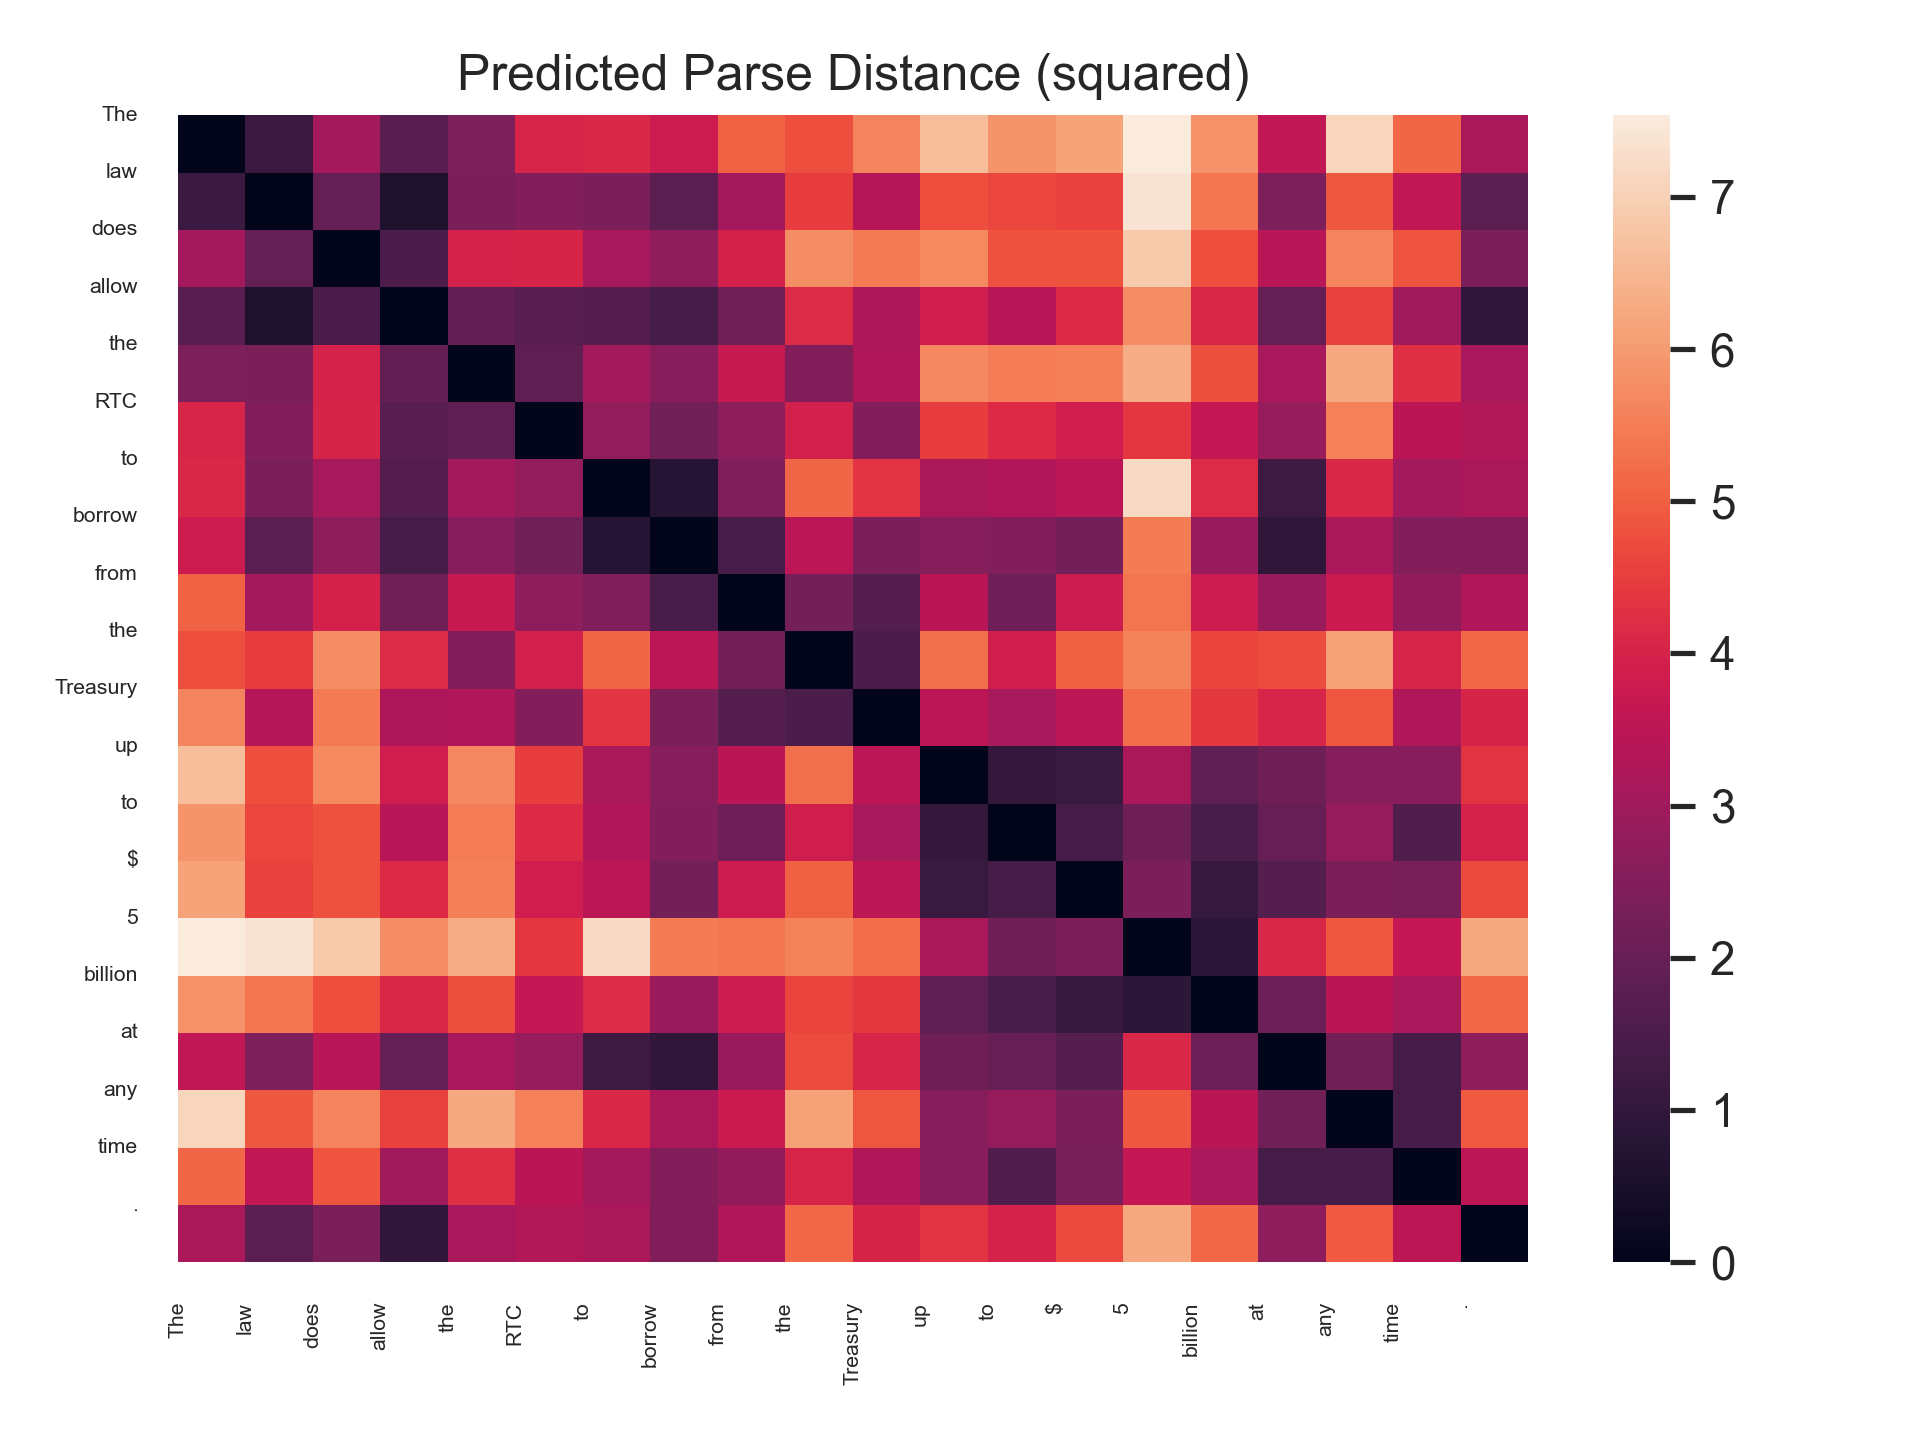 Predicted Parse Distance (squared)
The
law
does
allow
the
RTC
to
borrow
from
the
Treasury
up
to
$
5
billion
at
any
time
.
7
6
5
4
3
2
1
0
The
law
does
allow
the
RTC
to
borrow
from
the
Treasury
up
to
$
5
billion
at
any
time
.